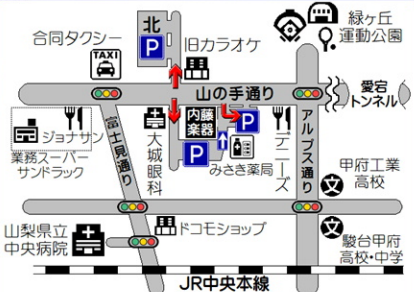 北
P
緑ヶ丘
運動公園
合同タクシー
TAXI
旧カラオケ
山の手通り
愛宕
トンネル
内藤
楽器
P
P
ジョナサン
業務スーパー
サンドラック
富士見通り
大城眼科
みさき薬局
デニーズ
アルプス通り
文
甲府工業
高校
山梨県立
中央病院
ドコモショップ
文
駿台甲府
高校・中学
JR中央本線